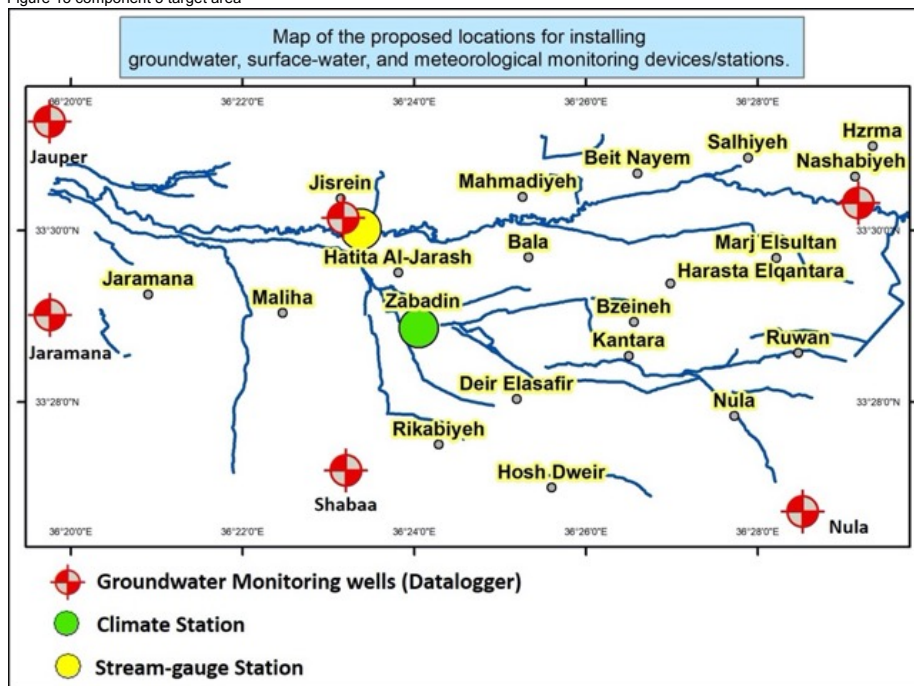 Figure 10 component 3 target area
Map of the proposed locations for installing
groundwater, surface-water, and meteorological monitoring devices/stations.
36°20'0"E
36°22'0"E
36°24'0"E
36°26'0"E
36°28'0"E
Jauper
Jisrein
Mahmadiyeh
Beit Nayem
Salhiyeh
Hzrma
Nashabiyeh
33°30'0"N
33°30'0"N
Hatita Al-Jarash
Bala
Marj Elsultan
Harasta Elqantara
Jaramana
Maliha
Zabadin
Bzeineh
Kantara
Ruwan
Jaramana
Deir Elasafir
33°28'0"N
33°28'0"N
Nula
Rikabiyeh
Hosh Dweir
Shabaa
Nula
36°20'0"E
36°22'0"E
36°24'0"E
36°26'0"E
36°28'0"E
Groundwater Monitoring wells (Datalogger)
Climate Station
Stream-gauge Station